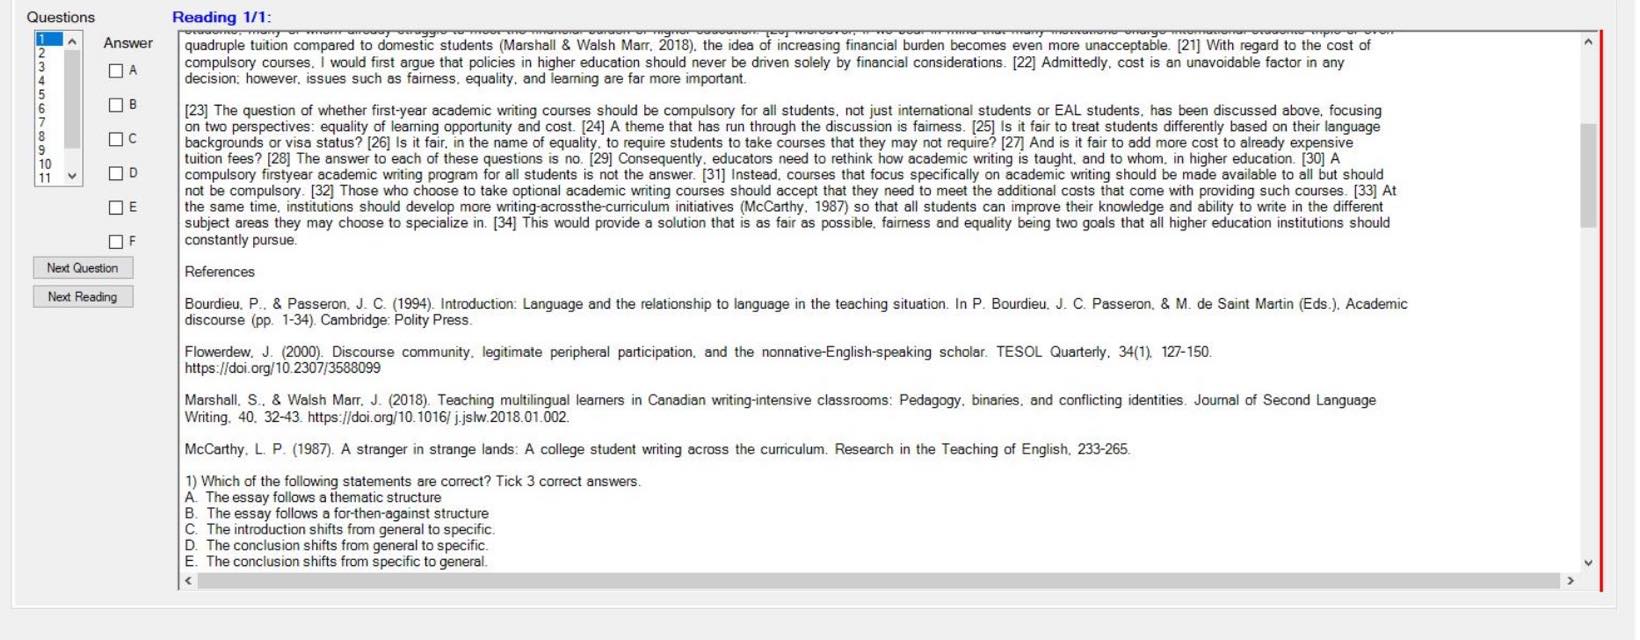 Questions
Reading 1/1:
1
2
3
4
5
6
7
8
9
10
11
Answer
A
B
C
D
E
F
Next Question
Next Reading
quadruple tuition compared to domestic students (Marshall & Walsh Marr, 2018), the idea of increasing financial burden becomes even more unacceptable. [21] With regard to the cost of
compulsory courses, I would first argue that policies in higher education should never be driven solely by financial considerations. [22] Admittedly, cost is an unavoidable factor in any
decision; however, issues such as fairness, equality, and learning are far more important.
[23] The question of whether first-year academic writing courses should be compulsory for all students, not just international students or EAL students, has been discussed above, focusing
on two perspectives: equality of learning opportunity and cost. [24] A theme that has run through the discussion is fairness. [25] Is it fair to treat students differently based on their language
backgrounds or visa status? [26] Is it fair, in the name of equality, to require students to take courses that they may not require? [27] And is it fair to add more cost to already expensive
tuition fees? [28] The answer to each of these questions is no. [29] Consequently, educators need to rethink how academic writing is taught, and to whom, in higher education. [30] A
compulsory firstyear academic writing program for all students is not the answer. [31] Instead, courses that focus specifically on academic writing should be made available to all but should
not be compulsory. [32] Those who choose to take optional academic writing courses should accept that they need to meet the additional costs that come with providing such courses. [33] At
the same time, institutions should develop more writing-acrossthe-curriculum initiatives (McCarthy, 1987) so that all students can improve their knowledge and ability to write in the different
subject areas they may choose to specialize in. [34] This would provide a solution that is as fair as possible, fairness and equality being two goals that all higher education institutions should
constantly pursue.
References
Bourdieu, P., & Passeron, J. C. (1994). Introduction: Language and the relationship to language in the teaching situation. In P. Bourdieu, J. C. Passeron, & M. de Saint Martin (Eds.), Academic
discourse (pp. 1-34). Cambridge: Polity Press.
Flowerdew, J. (2000). Discourse community, legitimate peripheral participation, and the nonnative-English-speaking scholar. TESOL Quarterly, 34(1), 127-150.
https://doi.org/10.2307/3588099
Marshall, S., & Walsh Marr, J. (2018). Teaching multilingual learners in Canadian writing-intensive classrooms: Pedagogy, binaries, and conflicting identities. Journal of Second Language
Writing, 40, 32-43. https://doi.org/10.1016/ j.jslw.2018.01.002.
McCarthy, L. P. (1987). A stranger in strange lands: A college student writing across the curriculum. Research in the Teaching of English, 233-265.
1) Which of the following statements are correct? Tick 3 correct answers.
A. The essay follows a thematic structure
B. The essay follows a for-then-against structure
C. The introduction shifts from general to specific.
D. The conclusion shifts from general to specific.
E. The conclusion shifts from specific to general.